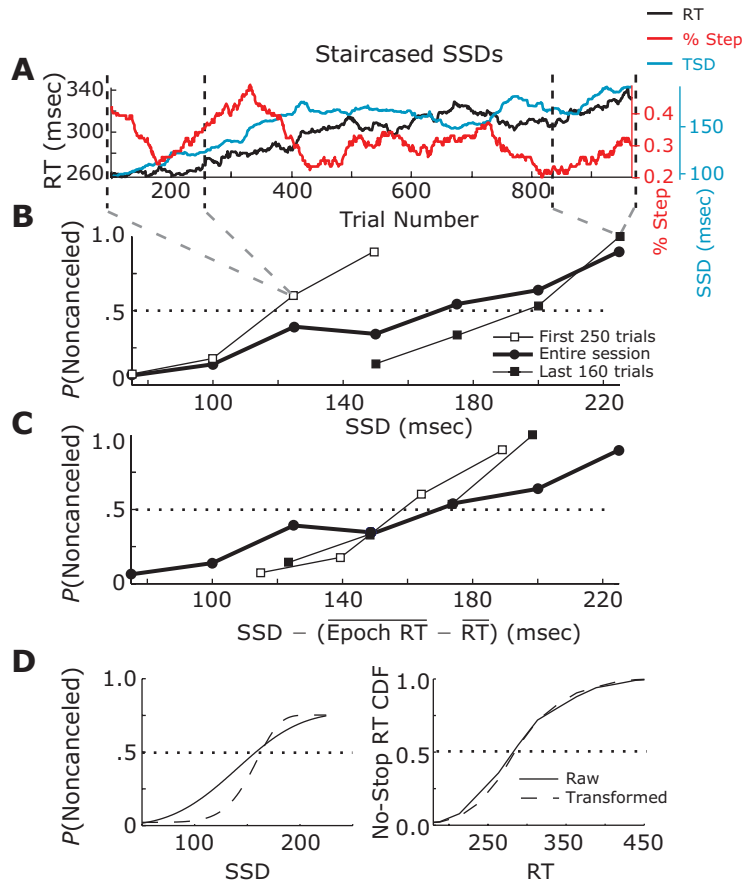 RT
% Step
TSD
Staircased SSDs
A
RT (msec)
340
300
260
200
400
600
800
Trial Number
0.4
0.3
0.2
% Step
150
100
SSD (msec)
B
P(Noncanceled)
1.0
.5
0
100
140
180
220
SSD (msec)
First 250 trials
Entire session
Last 160 trials
C
P(Noncanceled)
1.0
.5
0
100
140
180
220
SSD – (Epoch RT – RT) (msec)
D
P(Noncanceled)
1.0
0.5
0
100
200
SSD
No-Stop RT CDF
1.0
0.5
0.0
250
350
450
RT
Raw
Transformed